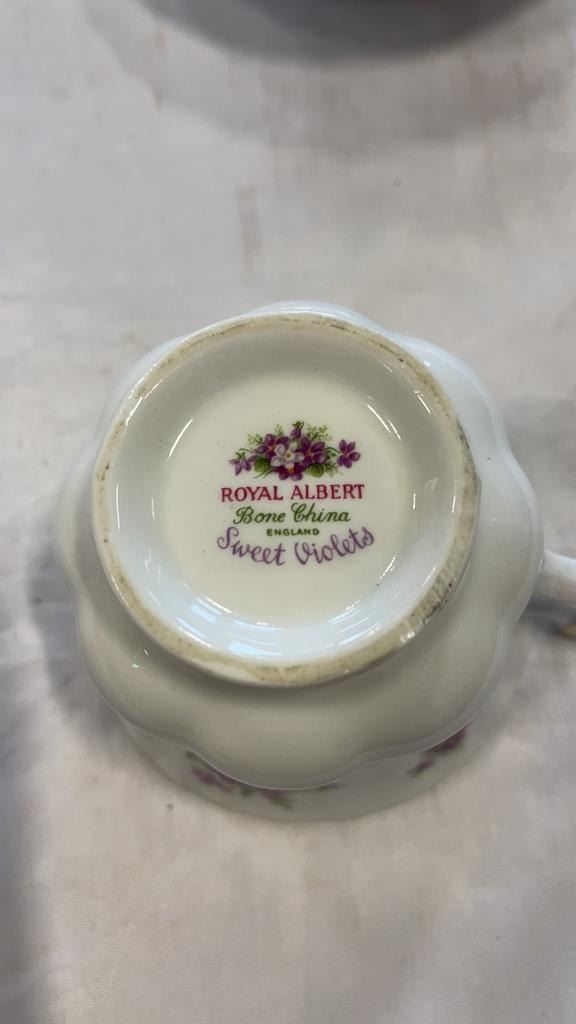 ROYAL ALBERT
Bone China
ENGLAND
Sweet Violets